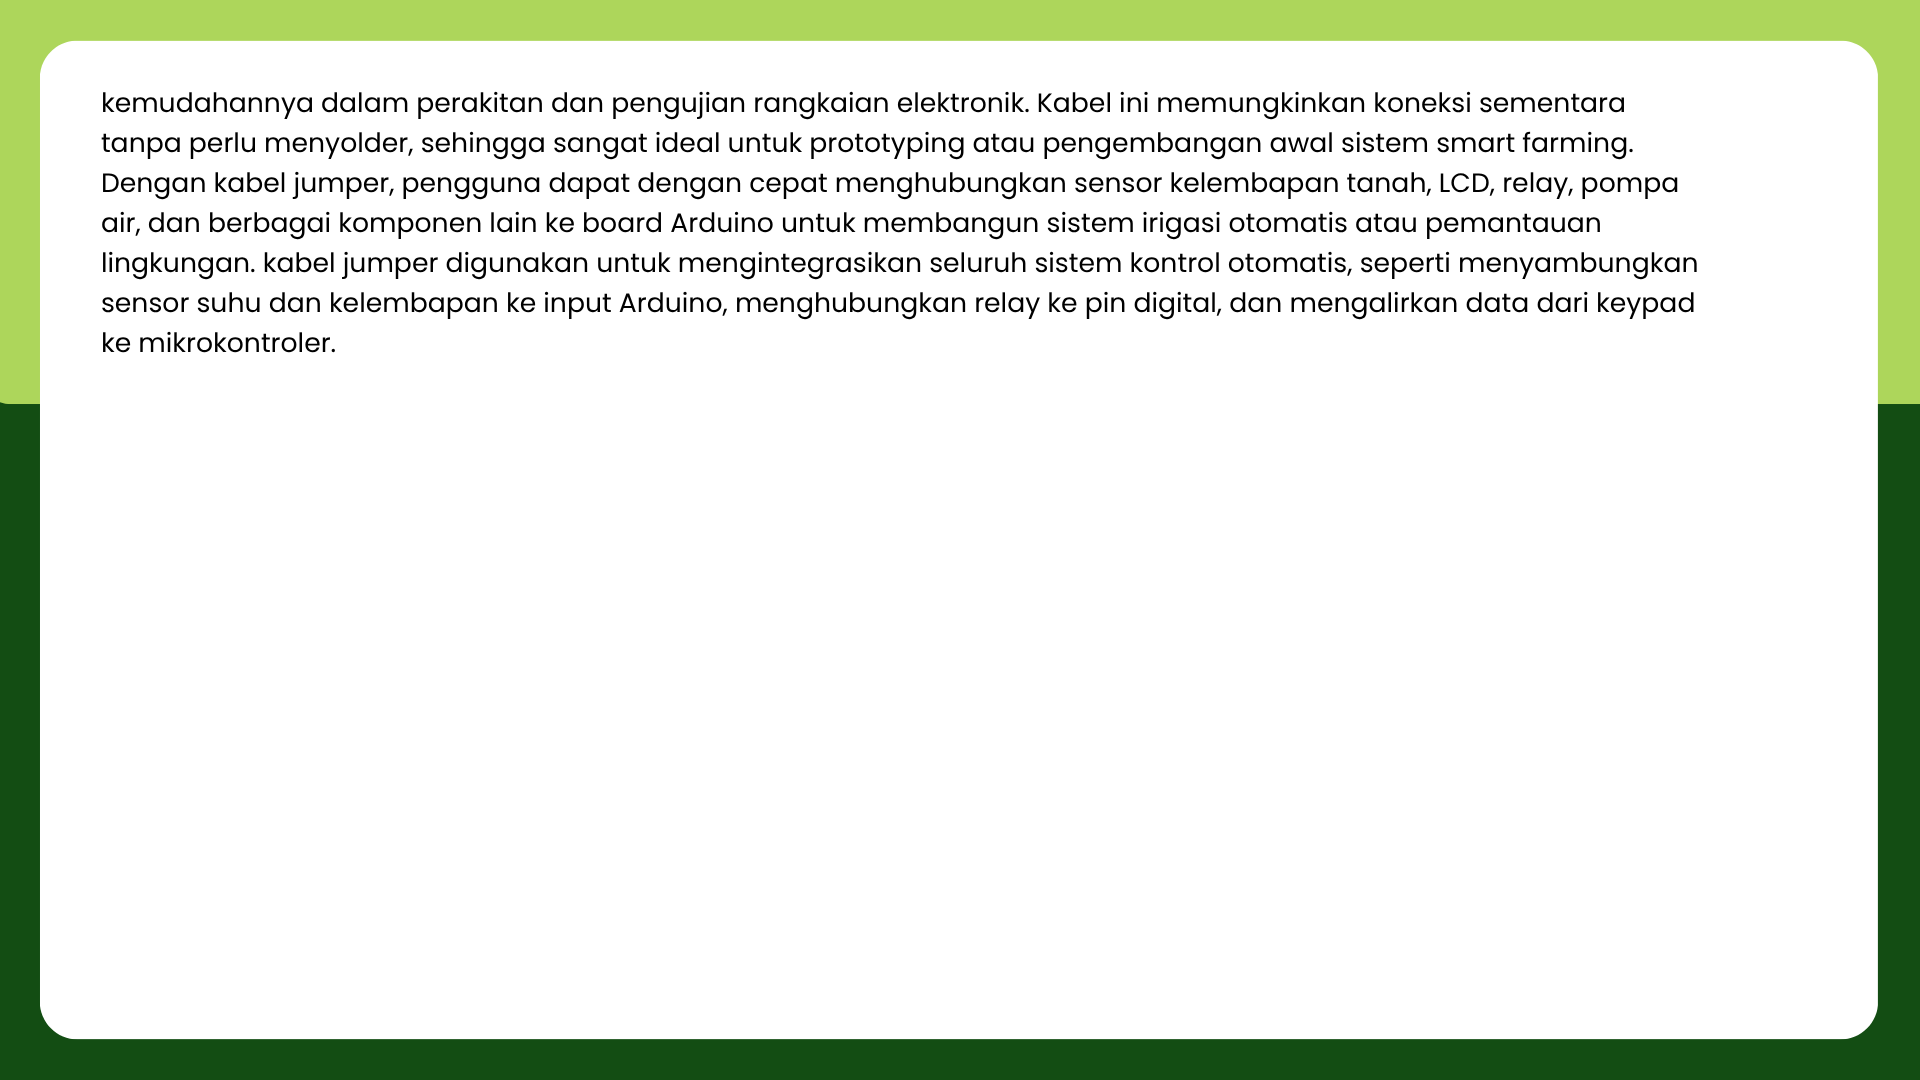 kemudahannya dalam perakitan dan pengujian rangkaian elektronik. Kabel ini memungkinkan koneksi sementara
tanpa perlu menyolder, sehingga sangat ideal untuk prototyping atau pengembangan awal sistem smart farming.
Dengan kabel jumper, pengguna dapat dengan cepat menghubungkan sensor kelembapan tanah, LCD, relay, pompa
air, dan berbagai komponen lain ke board Arduino untuk membangun sistem irigasi otomatis atau pemantauan
lingkungan. kabel jumper digunakan untuk mengintegrasikan seluruh sistem kontrol otomatis, seperti menyambungkan
sensor suhu dan kelembapan ke input Arduino, menghubungkan relay ke pin digital, dan mengalirkan data dari keypad
ke mikrokontroler.